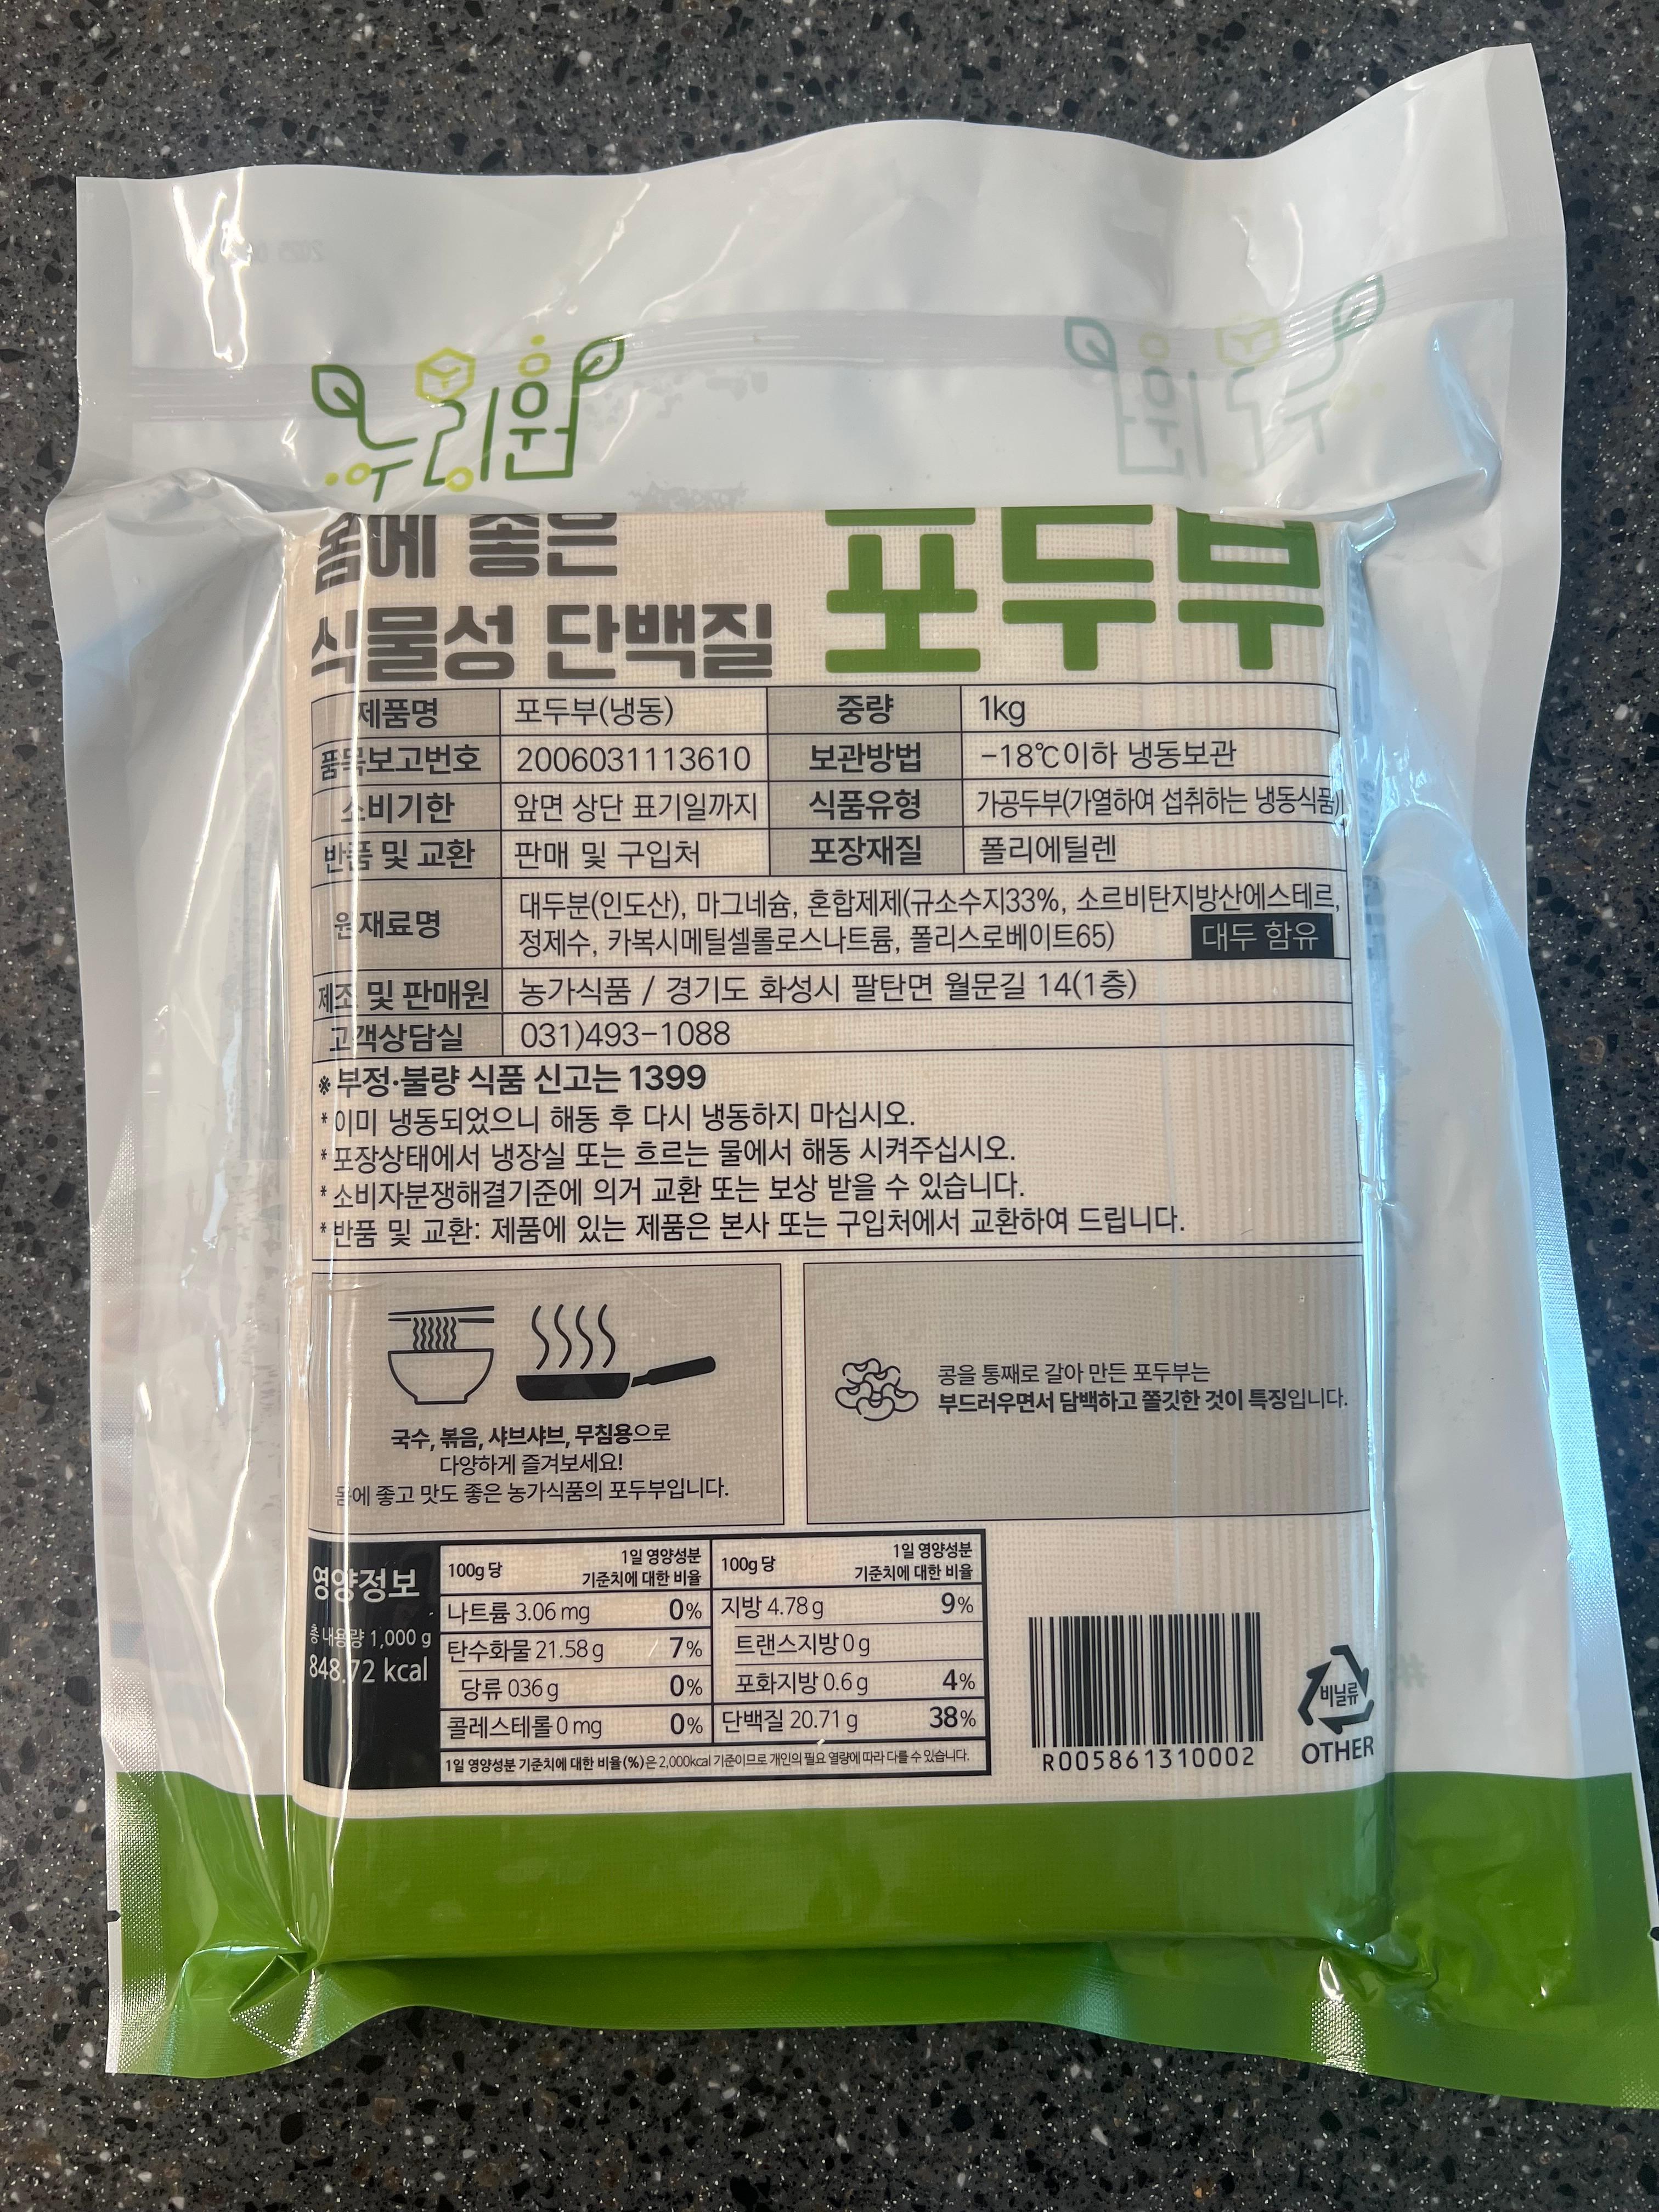 누리원
몸에 좋은
식물성 단백질
포두부
제품명 포두부(냉동) 중량 1kg
품목보고번호 2006031113610 보관방법 -18℃이하 냉동보관
소비기한 앞면 상단 표기일까지 식품유형 가공두부(가열하여 섭취하는 냉동식품)
반품 및 교환 판매 및 구입처 포장재질 폴리에틸렌
원재료명 대두분(인도산), 마그네슘, 혼합제제(규소수지33%, 소르비탄지방산에스테르,
정제수, 카복시메틸셀룰로스나트륨, 폴리스로베이트65) 대두 함유
제조 및 판매원 농가식품 / 경기도 화성시 팔탄면 월문길 14(1층)
고객상담실 031)493-1088
※ 부정·불량 식품 신고는 1399
* 이미 냉동되었으니 해동 후 다시 냉동하지 마십시오.
* 포장상태에서 냉장실 또는 흐르는 물에서 해동 시켜주십시오.
* 소비자분쟁해결기준에 의거 교환 또는 보상 받을 수 있습니다.
* 반품 및 교환: 제품에 있는 제품은 본사 또는 구입처에서 교환하여 드립니다.
국수, 볶음, 샤브샤브, 무침용으로
다양하게 즐겨보세요!
몸에 좋고 맛도 좋은 농가식품의 포두부입니다.
콩을 통째로 갈아 만든 포두부는
부드러우면서 담백하고 쫄깃한 것이 특징입니다.
영양정보
총 내용량 1,000 g
848.72 kcal
100g 당 1일 영양성분 기준치에 대한 비율 100g 당 1일 영양성분 기준치에 대한 비율
나트륨 3.06 mg 0% 지방 4.78 g 9%
탄수화물 21.58 g 7% 트랜스지방 0 g
당류 036 g 0% 포화지방 0.6 g 4%
콜레스테롤 0 mg 0% 단백질 20.71 g 38%
1일 영양성분 기준치에 대한 비율(%)은 2,000kcal 기준이므로 개인의 필요 열량에 따라 다를 수 있습니다.
R005861310002
비닐류
OTHER